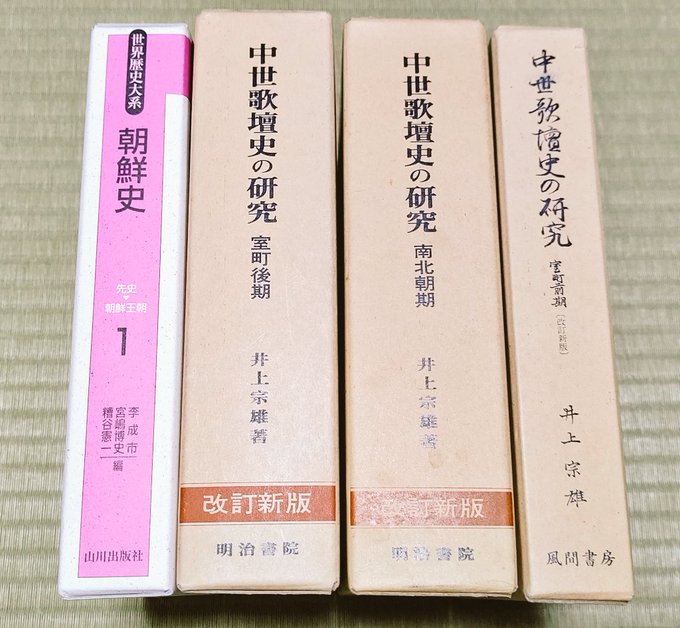 世界歴史大系
朝鮮史
先史
朝鮮王朝
1
李成市
宮嶋博史
糟谷憲一
編
山川出版社
中世歌壇史の研究
室町後期
井上宗雄著
改訂新版
明治書院
中世歌壇史の研究
南北朝期
井上宗雄著
改訂新版
明治書院
中世歌壇史の研究
室町前期
〔改訂新版〕
井上宗雄
風間書房